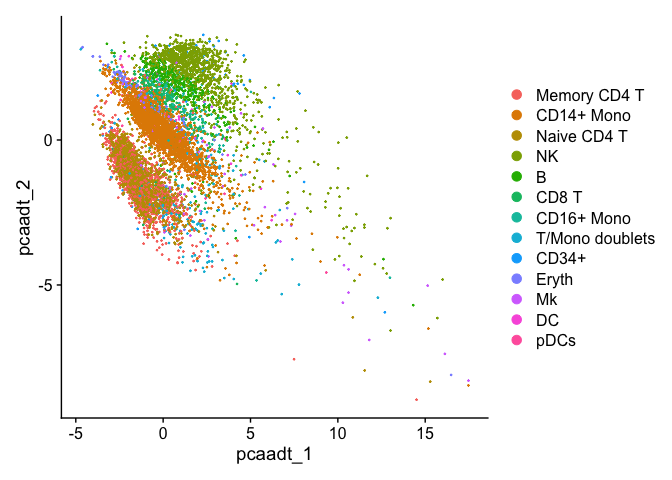 0
-5
pcaadt_2
-5
0
5
10
15
pcaadt_1
Memory CD4 T
CD14+ Mono
Naive CD4 T
NK
B
CD8 T
CD16+ Mono
T/Mono doublets
CD34+
Eryth
Mk
DC
pDCs